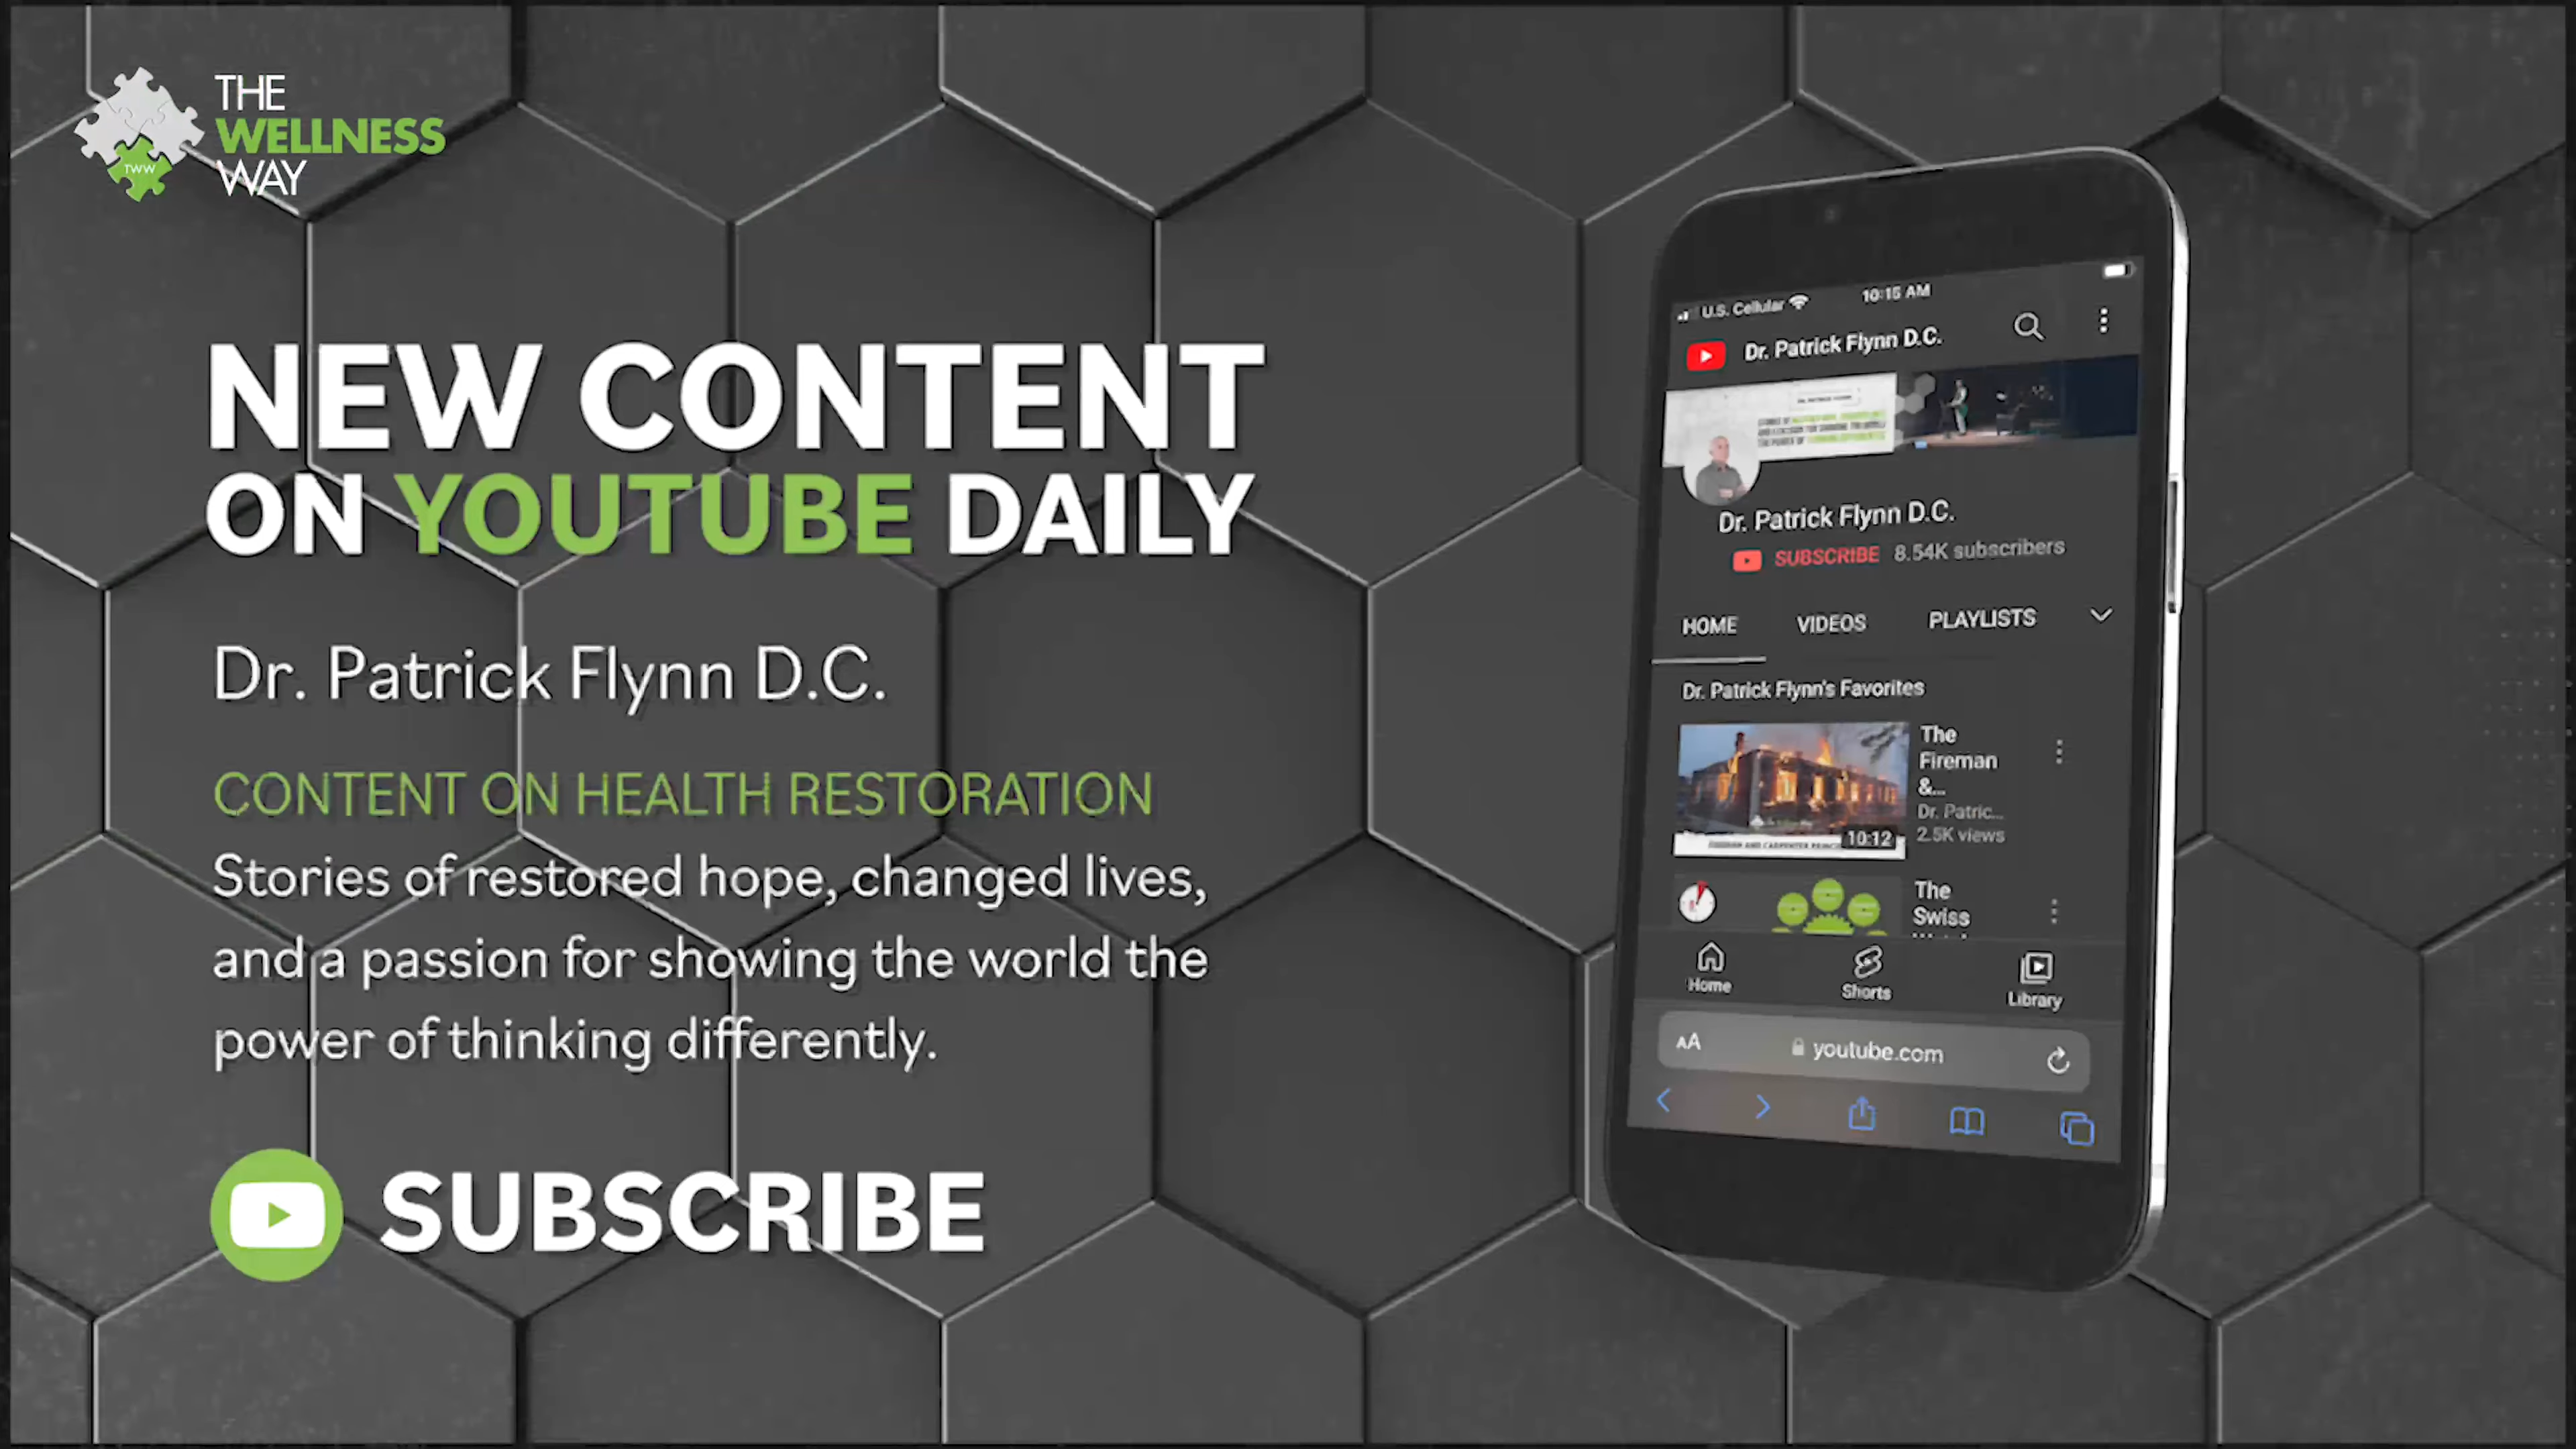 THE
WELLNESS
WAY
TWW
NEW CONTENT
ON YOUTUBE DAILY
Dr. Patrick Flynn D.C.
CONTENT ON HEALTH RESTORATION
Stories of restored hope, changed lives,
and a passion for showing the world the
power of thinking differently.
SUBSCRIBE
U.S. Cellular 10:15 AM
Dr. Patrick Flynn D.C.
Dr. Patrick Flynn D.C.
SUBSCRIBE 8.54K subscribers
HOME VIDEOS PLAYLISTS
Dr. Patrick Flynn's Favorites
The
Fireman
&...
Dr. Patric...
2.5K views
10:12
The
Swiss
Home Shorts Library
AA youtube.com